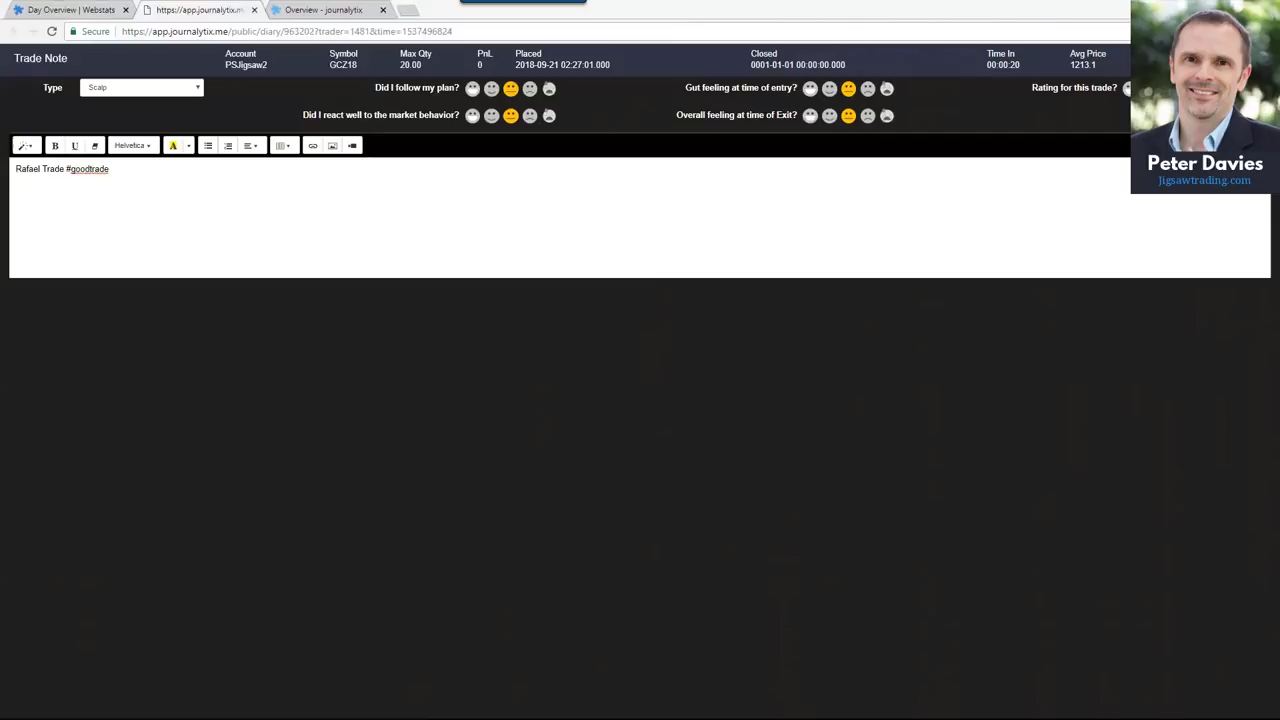 Day Overview | Webstats
https://app.journalytix.m
Overview - journalytix
Secure
https://app.journalytix.me/public/diary/963202?trader=1481&time=1537496824
Trade Note
Account
PSJigsaw2
Symbol
GCZ18
Max Qty
20.00
PnL
0
Placed
2018-09-21 02:27:01.000
Closed
0001-01-01 00:00:00.000
Time In
00:00:20
Avg Price
1213.1
Type
Scalp
Did I follow my plan?
Gut feeling at time of entry?
Rating for this trade?
Did I react well to the market behavior?
Overall feeling at time of Exit?
B
U
Helvetica
A
Rafael Trade #goodtrade
Peter Davies
Jigsawtrading.com